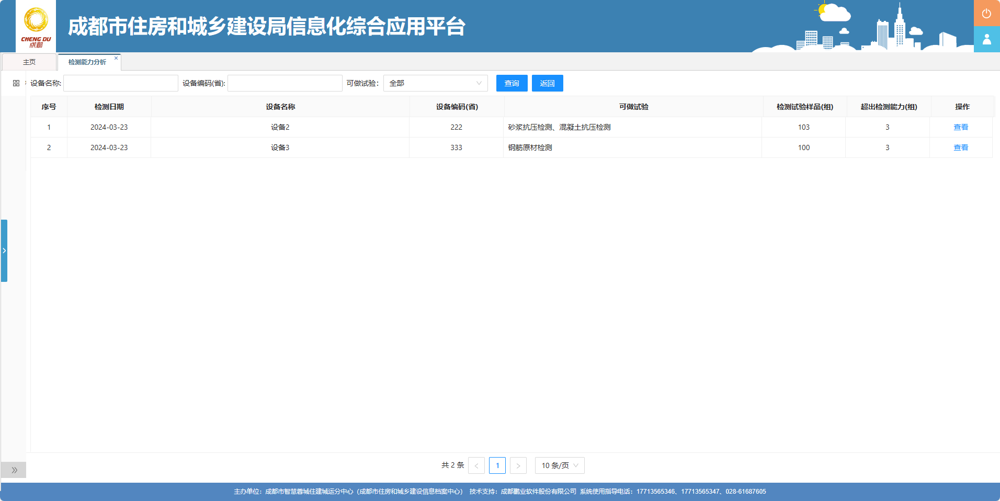 CHENG DU
成都
成都市住房和城乡建设局信息化综合应用平台
主页
检测能力分析
设备名称:
设备编码(省):
可做试验：
全部
查询
返回
序号 检测日期 设备名称 设备编码(省) 可做试验 检测试验样品(组) 超出检测能力(组) 操作
1 2024-03-23 设备2 222 砂浆抗压检测、混凝土抗压检测 103 3 查看
2 2024-03-23 设备3 333 钢筋原材检测 100 3 查看
共 2 条
1
10 条/页
主办单位：成都市智慧蓉城住建城运分中心（成都市住房和城乡建设信息档案中心） 技术支持：成都鹏业软件股份有限公司 系统使用指导电话：17713565346、17713565347、028-61687605